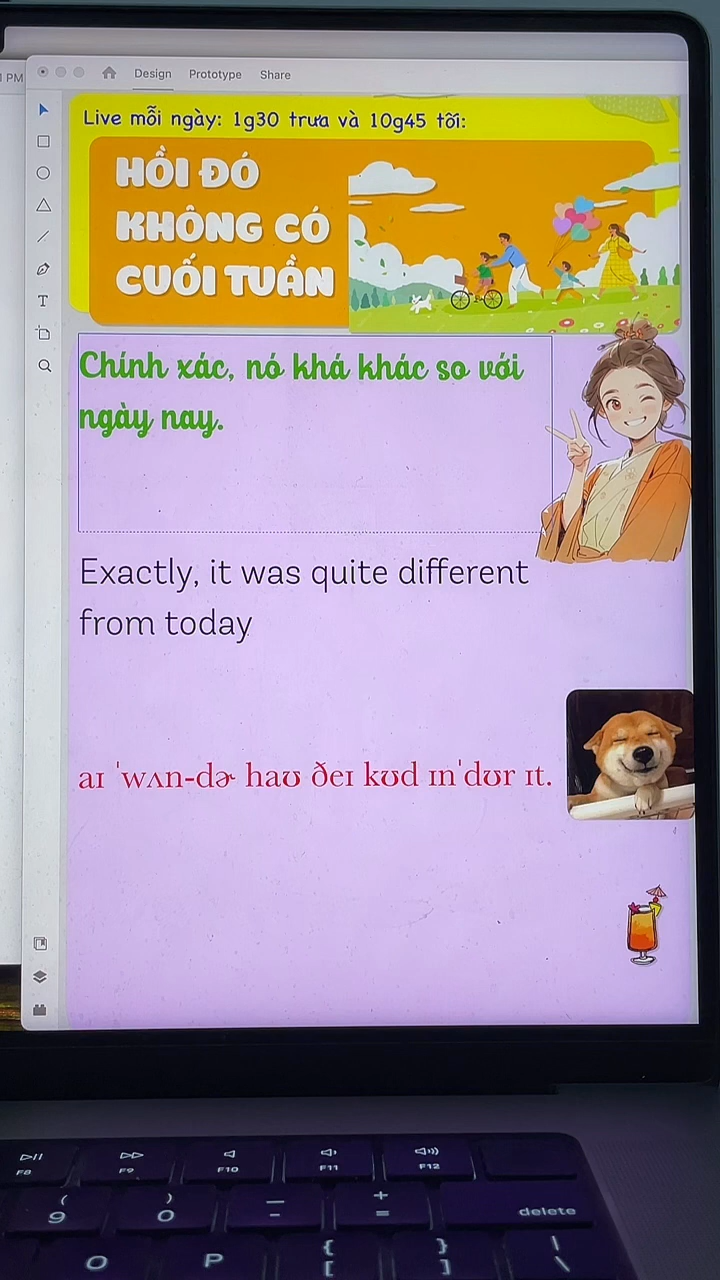 1 PM
Design Prototype Share
Live mỗi ngày: 1g30 trưa và 10g45 tối:
HỒI ĐÓ
KHÔNG CÓ
CUỐI TUẦN
Chính xác, nó khá khác so với
ngày nay.
Exactly, it was quite different
from today
aɪ ˈwʌn-dɚ haʊ ðeɪ kʊd ɪnˈdʊr ɪt.
T
F8 F9 F10 F11 F12
( ) — +
9 0 - = delete
O P { } |
[ ] \